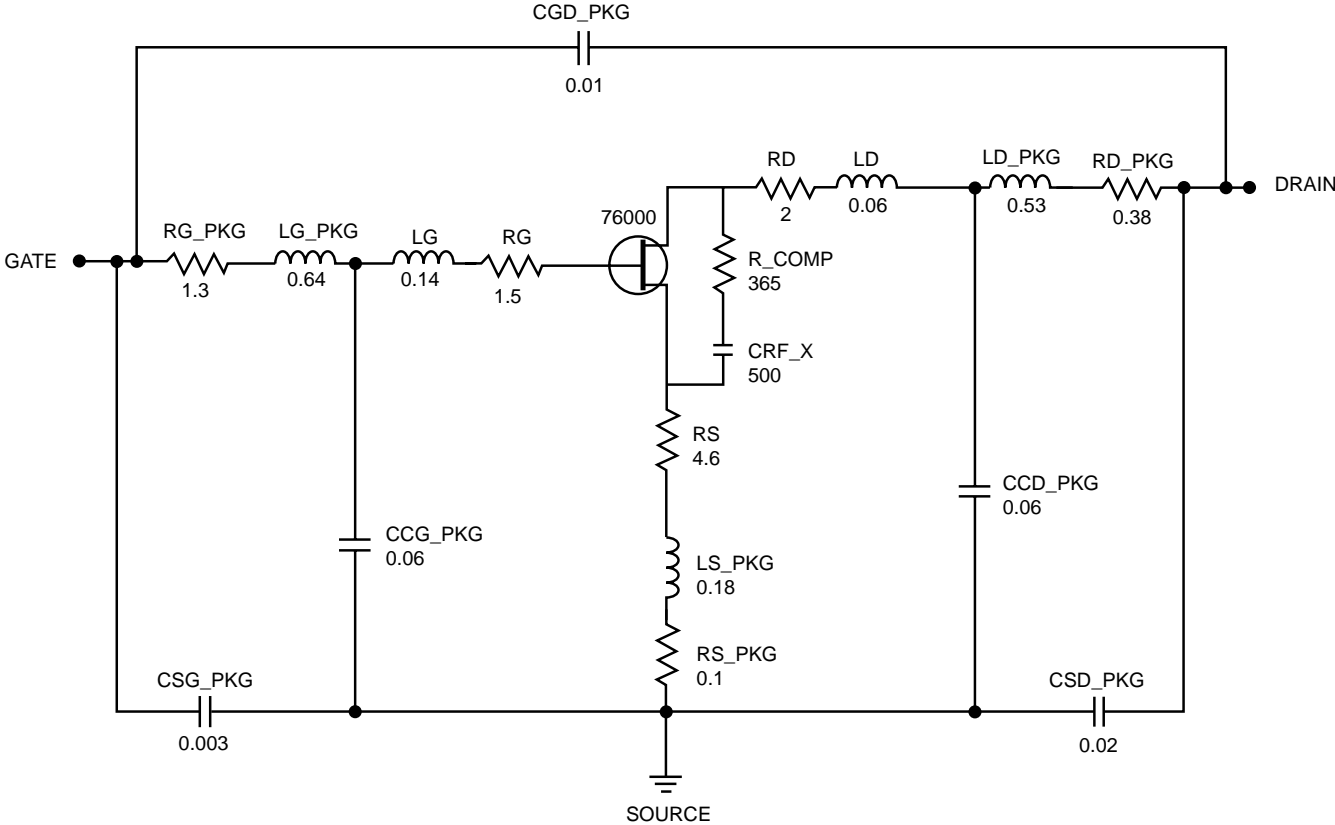 CGD_PKG
0.01
RD
LD
LD_PKG
RD_PKG
DRAIN
2
0.06
0.53
0.38
76000
RG_PKG
LG_PKG
LG
RG
GATE
1.3
0.64
0.14
1.5
R_COMP
365
CRF_X
500
RS
4.6
CCG_PKG
0.06
CCD_PKG
0.06
LS_PKG
0.18
RS_PKG
0.1
CSG_PKG
0.003
CSD_PKG
0.02
SOURCE